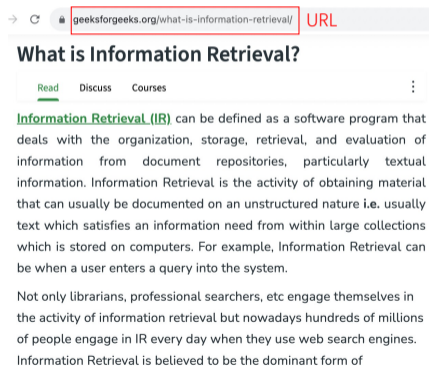 geeksforgeeks.org/what-is-information-retrieval/ URL
What is Information Retrieval?
Read Discuss Courses
Information Retrieval (IR) can be defined as a software program that
deals with the organization, storage, retrieval, and evaluation of
information from document repositories, particularly textual
information. Information Retrieval is the activity of obtaining material
that can usually be documented on an unstructured nature i.e. usually
text which satisfies an information need from within large collections
which is stored on computers. For example, Information Retrieval can
be when a user enters a query into the system.
Not only librarians, professional searchers, etc engage themselves in
the activity of information retrieval but nowadays hundreds of millions
of people engage in IR every day when they use web search engines.
Information Retrieval is believed to be the dominant form of